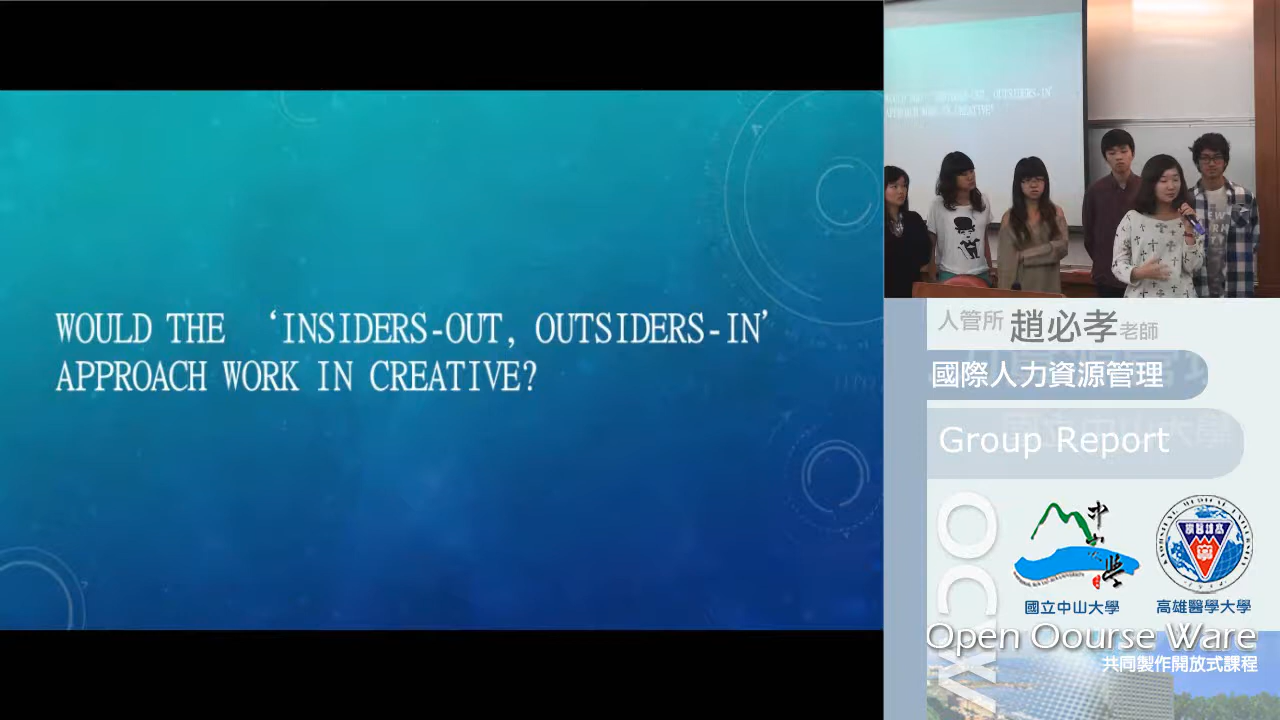 WOULD THE ‘INSIDERS-OUT, OUTSIDERS-IN’
APPROACH WORK IN CREATIVE?
人管所 趙必孝老師
國際人力資源管理
Group Report
OCW
國立中山大學
高雄醫學大學
Open Oourse Ware
共同製作開放式課程